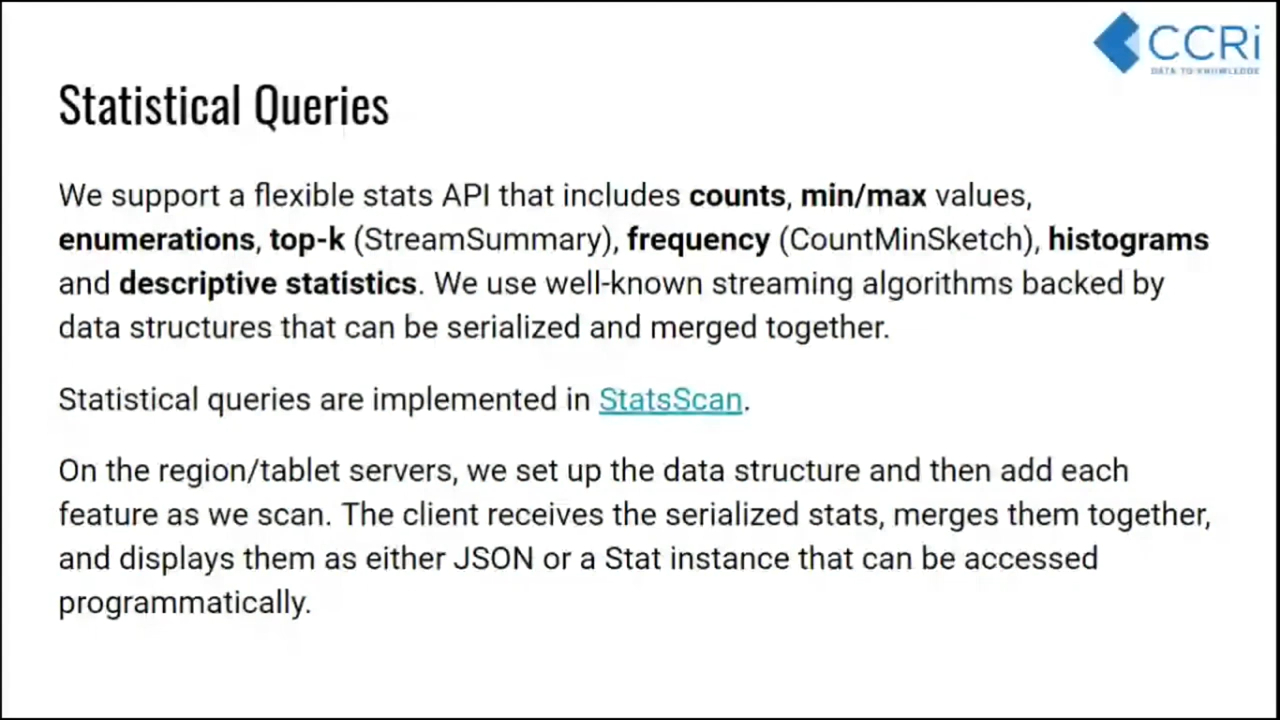 CCRi
DATA TO KNOWLEDGE
Statistical Queries
We support a flexible stats API that includes counts, min/max values,
enumerations, top-k (StreamSummary), frequency (CountMinSketch), histograms
and descriptive statistics. We use well-known streaming algorithms backed by
data structures that can be serialized and merged together.
Statistical queries are implemented in StatsScan.
On the region/tablet servers, we set up the data structure and then add each
feature as we scan. The client receives the serialized stats, merges them together,
and displays them as either JSON or a Stat instance that can be accessed
programmatically.